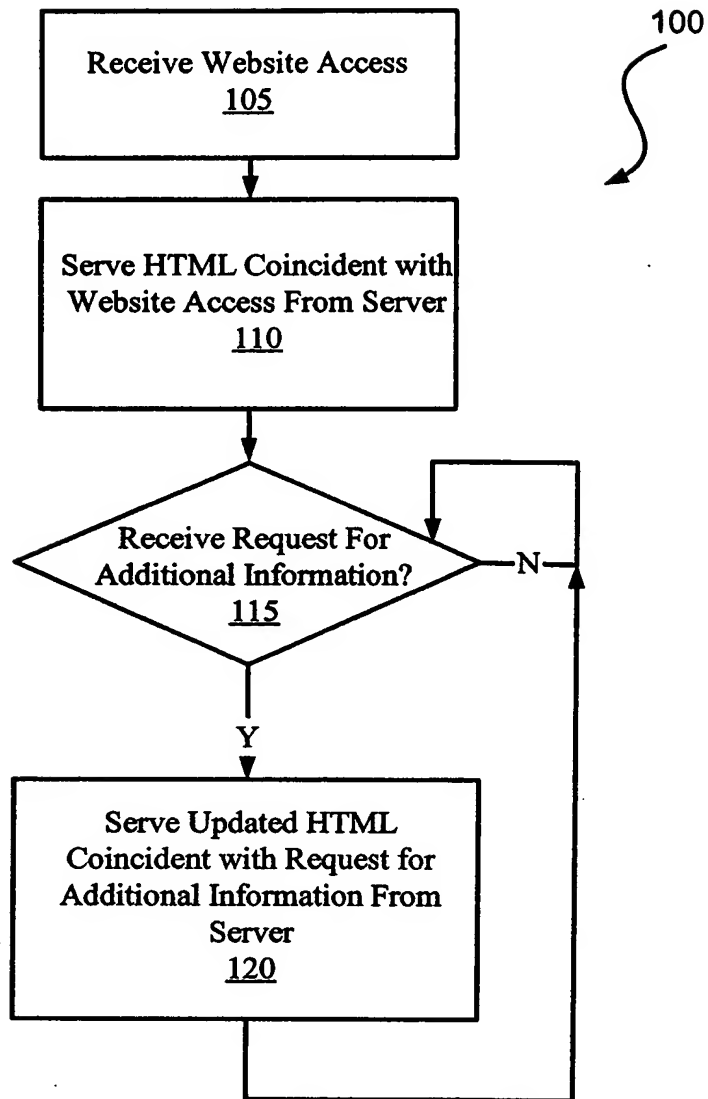 100
Receive Website Access
105
Serve HTML Coincident with
Website Access From Server
110
Receive Request For
Additional Information?
115
N
Y
Serve Updated HTML
Coincident with Request for
Additional Information From
Server
120